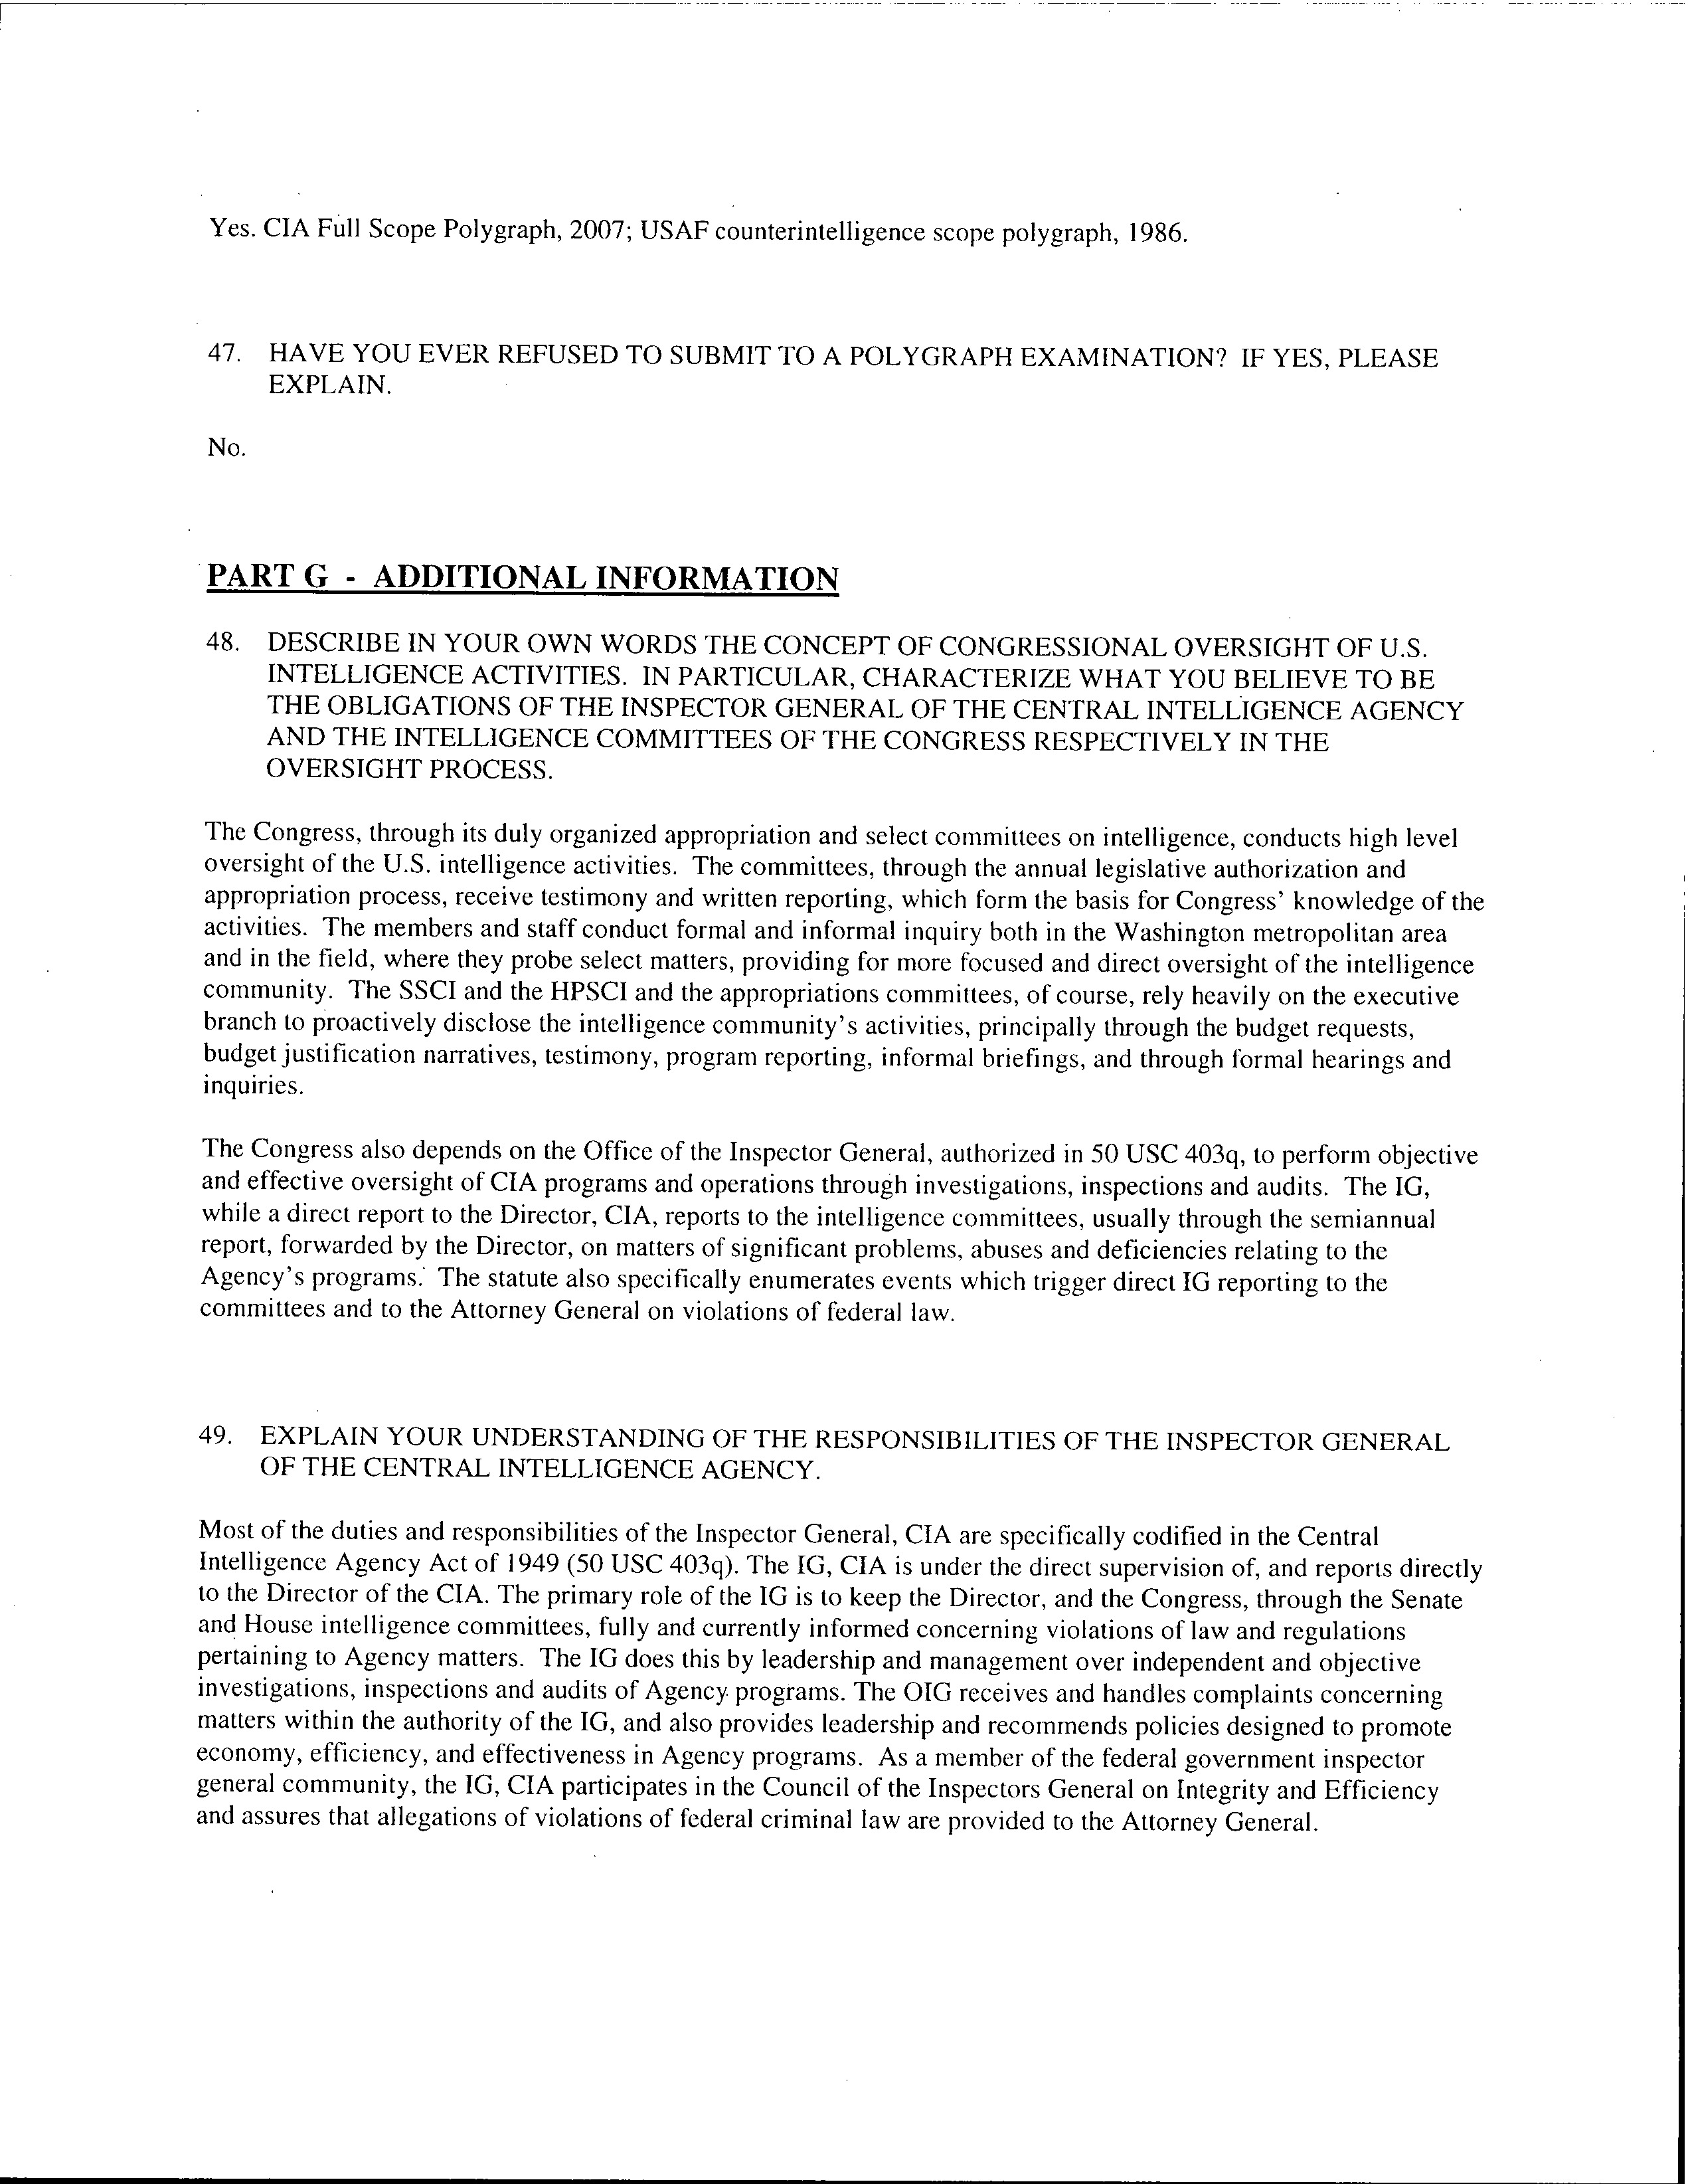 Yes. CIA Full Scope Polygraph, 2007; USAF counterintelligence scope polygraph, 1986.
47. HAVE YOU EVER REFUSED TO SUBMIT TO A POLYGRAPH EXAMINATION? IF YES, PLEASE
EXPLAIN.
No.
PART G - ADDITIONAL INFORMATION
48. DESCRIBE IN YOUR OWN WORDS THE CONCEPT OF CONGRESSIONAL OVERSIGHT OF U.S.
INTELLIGENCE ACTIVITIES. IN PARTICULAR, CHARACTERIZE WHAT YOU BELIEVE TO BE
THE OBLIGATIONS OF THE INSPECTOR GENERAL OF THE CENTRAL INTELLIGENCE AGENCY
AND THE INTELLIGENCE COMMITTEES OF THE CONGRESS RESPECTIVELY IN THE
OVERSIGHT PROCESS.
The Congress, through its duly organized appropriation and select committees on intelligence, conducts high level
oversight of the U.S. intelligence activities. The committees, through the annual legislative authorization and
appropriation process, receive testimony and written reporting, which form the basis for Congress' knowledge of the
activities. The members and staff conduct formal and informal inquiry both in the Washington metropolitan area
and in the field, where they probe select matters, providing for more focused and direct oversight of the intelligence
community. The SSCI and the HPSCI and the appropriations committees, of course, rely heavily on the executive
branch to proactively disclose the intelligence community's activities, principally through the budget requests,
budget justification narratives, testimony, program reporting, informal briefings, and through formal hearings and
inquiries.
The Congress also depends on the Office of the Inspector General, authorized in 50 USC 403q, to perform objective
and effective oversight of CIA programs and operations through investigations, inspections and audits. The IG,
while a direct report to the Director, CIA, reports to the intelligence committees, usually through the semiannual
report, forwarded by the Director, on matters of significant problems, abuses and deficiencies relating to the
Agency's programs. The statute also specifically enumerates events which trigger direct IG reporting to the
committees and to the Attorney General on violations of federal law.
49. EXPLAIN YOUR UNDERSTANDING OF THE RESPONSIBILITIES OF THE INSPECTOR GENERAL
OF THE CENTRAL INTELLIGENCE AGENCY.
Most of the duties and responsibilities of the Inspector General, CIA are specifically codified in the Central
Intelligence Agency Act of 1949 (50 USC 403q). The IG, CIA is under the direct supervision of, and reports directly
to the Director of the CIA. The primary role of the IG is to keep the Director, and the Congress, through the Senate
and House intelligence committees, fully and currently informed concerning violations of law and regulations
pertaining to Agency matters. The IG does this by leadership and management over independent and objective
investigations, inspections and audits of Agency programs. The OIG receives and handles complaints concerning
matters within the authority of the IG, and also provides leadership and recommends policies designed to promote
economy, efficiency, and effectiveness in Agency programs. As a member of the federal government inspector
general community, the IG, CIA participates in the Council of the Inspectors General on Integrity and Efficiency
and assures that allegations of violations of federal criminal law are provided to the Attorney General.